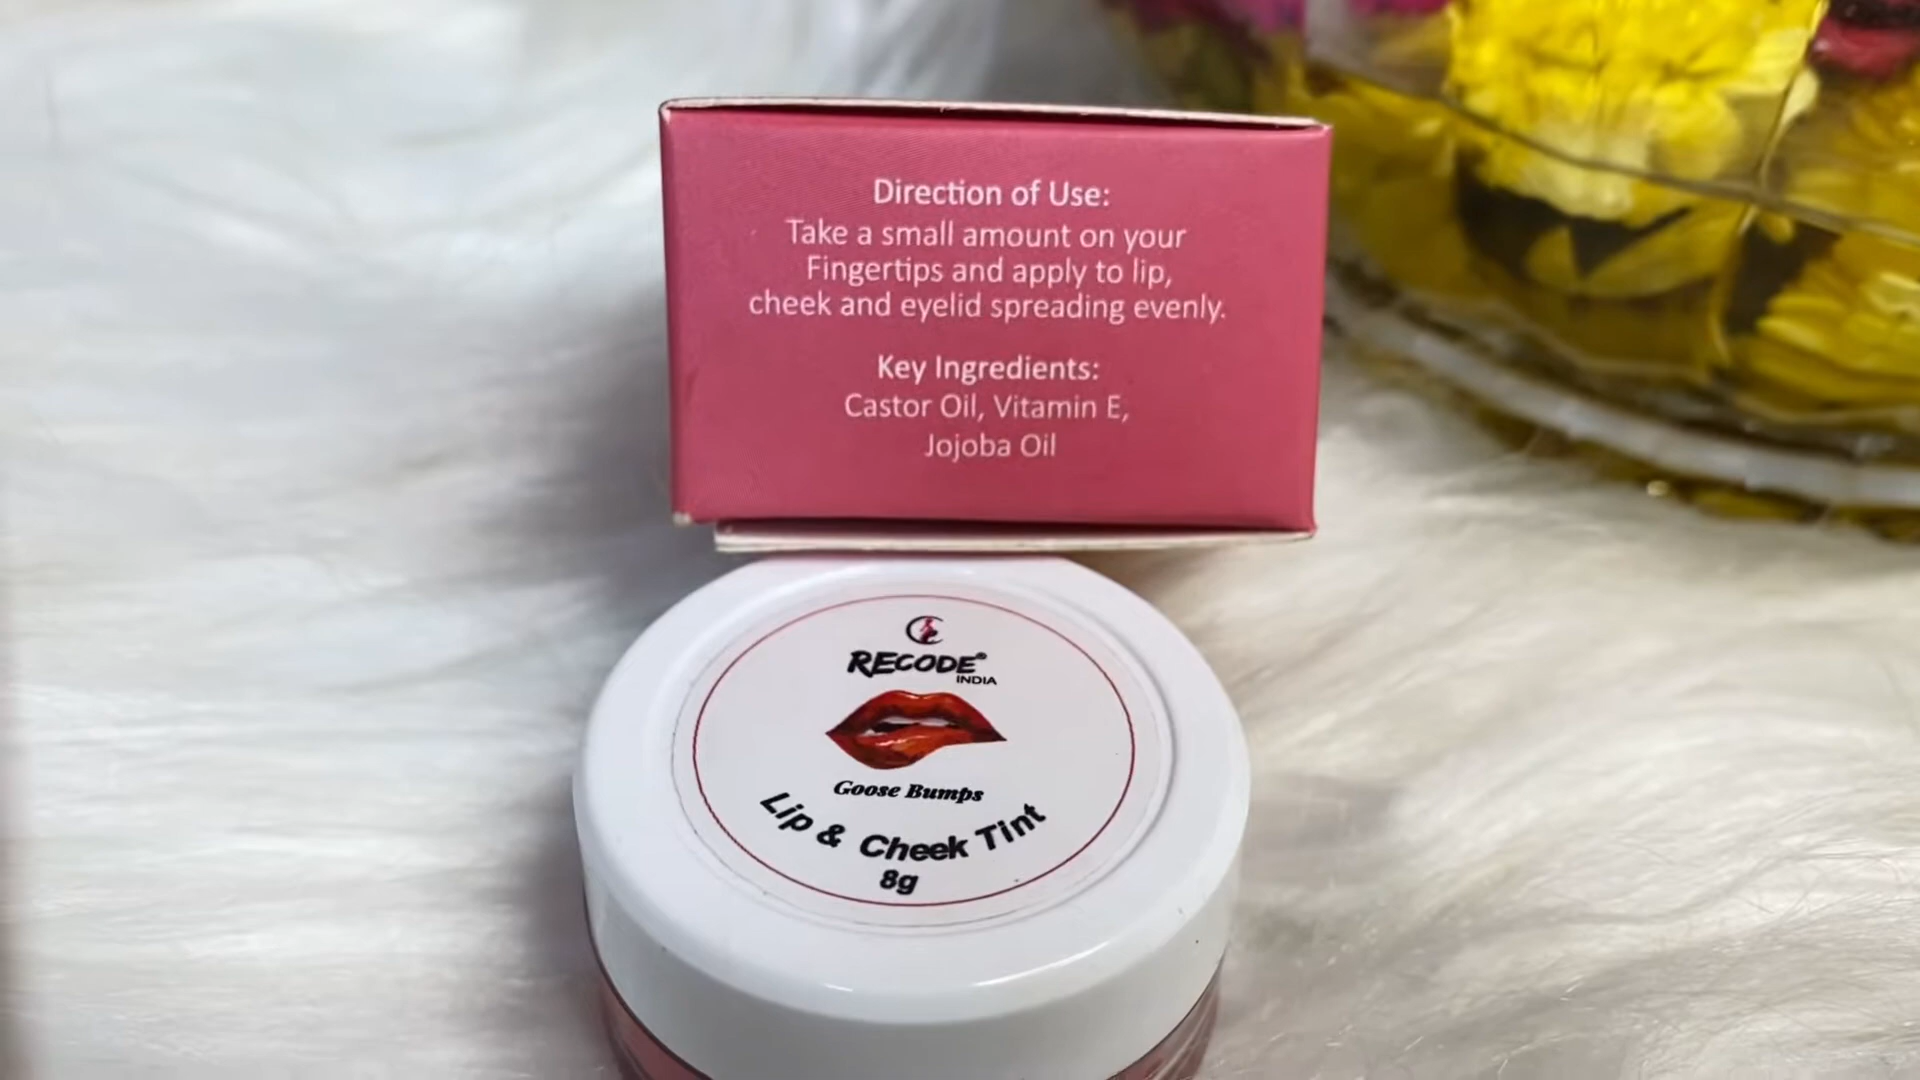 Direction of Use:
Take a small amount on your
Fingertips and apply to lip,
cheek and eyelid spreading evenly.
Key Ingredients:
Castor Oil, Vitamin E,
Jojoba Oil
RECODE®
INDIA
Goose Bumps
Lip & Cheek Tint
8g